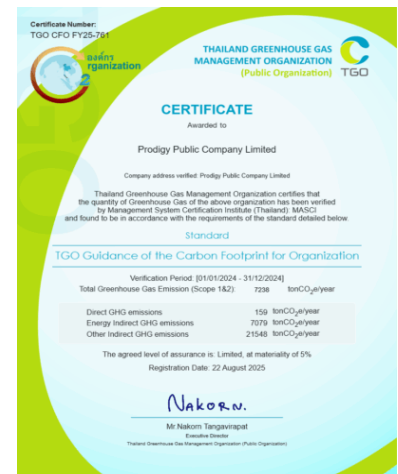 Certificate Number:
TGO CFO FY25-761
องค์กร
rganization
2
THAILAND GREENHOUSE GAS
MANAGEMENT ORGANIZATION
(Public Organization)
TGO
CERTIFICATE
Awarded to
Prodigy Public Company Limited
Company address verified: Prodigy Public Company Limited
Thailand Greenhouse Gas Management Organization certifies that
the quantity of Greenhouse Gas of the above organization has been verified
by Management System Certification Institute (Thailand): MASCI
and found to be in accordance with the requirements of the standard detailed below.
Standard
TGO Guidance of the Carbon Footprint for Organization
Verification Period: [01/01/2024 - 31/12/2024]
Total Greenhouse Gas Emission (Scope 1&2): 7238 tonCO2e/year
Direct GHG emissions 159 tonCO2e/year
Energy Indirect GHG emissions 7079 tonCO2e/year
Other Indirect GHG emissions 21548 tonCO2e/year
The agreed level of assurance is: Limited, at materiality of 5%
Registration Date: 22 August 2025
NAKORN.
Mr.Nakorn Tangavirapat
Executive Director
Thailand Greenhouse Gas Management Organization (Public Organization)